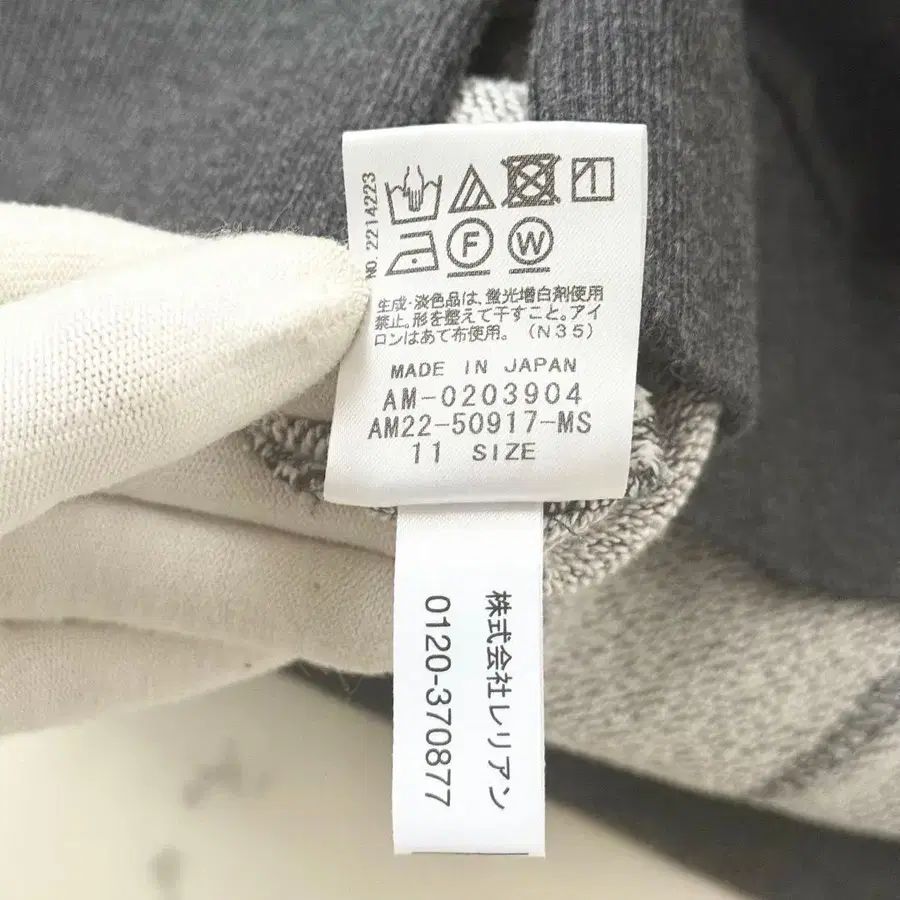 NO. 2214223
F W
生成・淡色品は、蛍光増白剤使用
禁止。形を整えて干すこと。アイ
ロンはあて布使用。（N35）
MADE IN JAPAN
AM-0203904
AM22-50917-MS
11 SIZE
株式会社レリアン
0120-370877